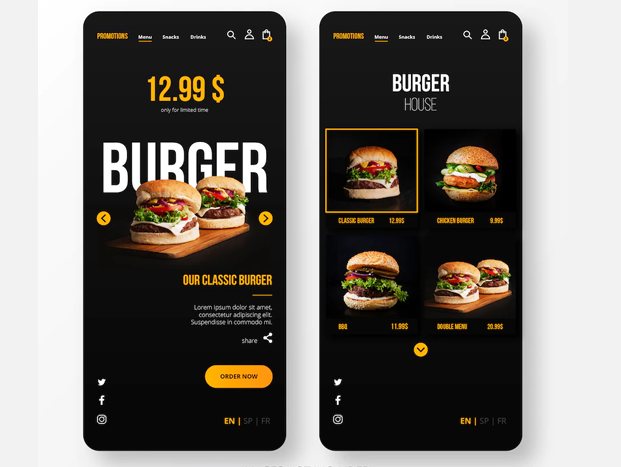 PROMOTIONS Menu Snacks Drinks
12.99 $
only for limited time
BURGER
OUR CLASSIC BURGER
Lorem ipsum dolor sit amet,
consectetur adipiscing elit.
Suspendisse in commodo mi.
share
ORDER NOW
EN | SP | FR
PROMOTIONS Menu Snacks Drinks
BURGER
HOUSE
CLASSIC BURGER 12.99$
CHICKEN BURGER 9.99$
BBQ 11.99$
DOUBLE MENU 20.99$
EN | SP | FR